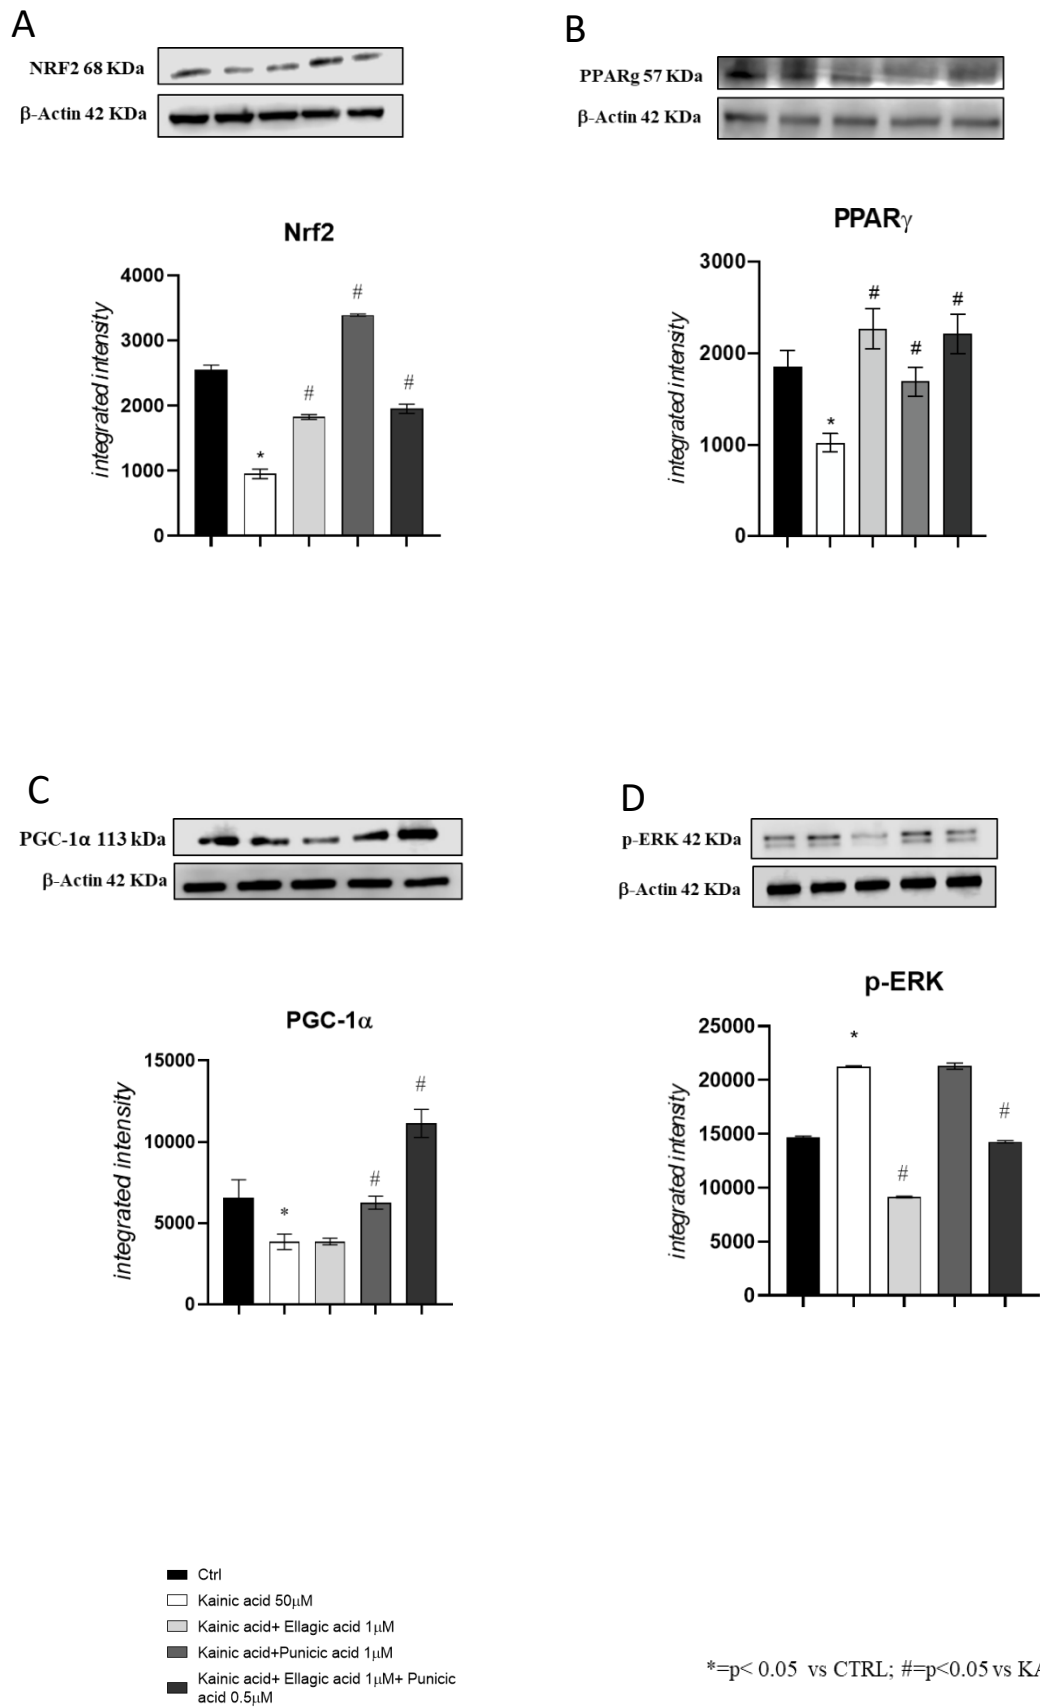 A
NRF2 68 KDa
β-Actin 42 KDa
Nrf2
integrated intensity
4000
3000
2000
1000
0
*
#
#
#
B
PPARg 57 KDa
β-Actin 42 KDa
PPARγ
integrated intensity
3000
2000
1000
0
*
#
#
#
C
PGC-1α 113 kDa
β-Actin 42 KDa
PGC-1α
integrated intensity
15000
10000
5000
0
*
#
#
D
p-ERK 42 KDa
β-Actin 42 KDa
p-ERK
integrated intensity
25000
20000
15000
10000
5000
0
*
#
#
Ctrl
Kainic acid 50μM
Kainic acid+ Ellagic acid 1μM
Kainic acid+Punicic acid 1μM
Kainic acid+ Ellagic acid 1μM+ Punicic
acid 0.5μM
*=p< 0.05 vs CTRL; #=p<0.05 vs KA